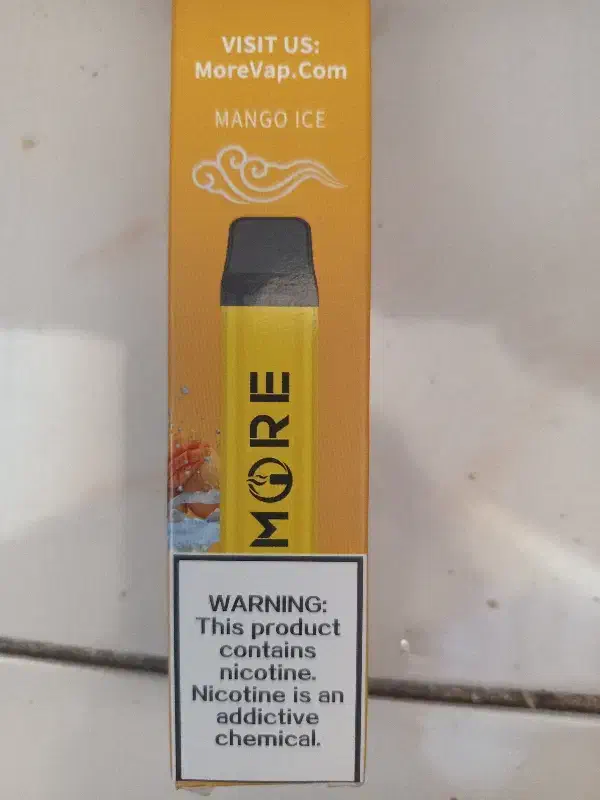 VISIT US:
MoreVap.Com
MANGO ICE
MORE
WARNING:
This product
contains
nicotine.
Nicotine is an
addictive
chemical.